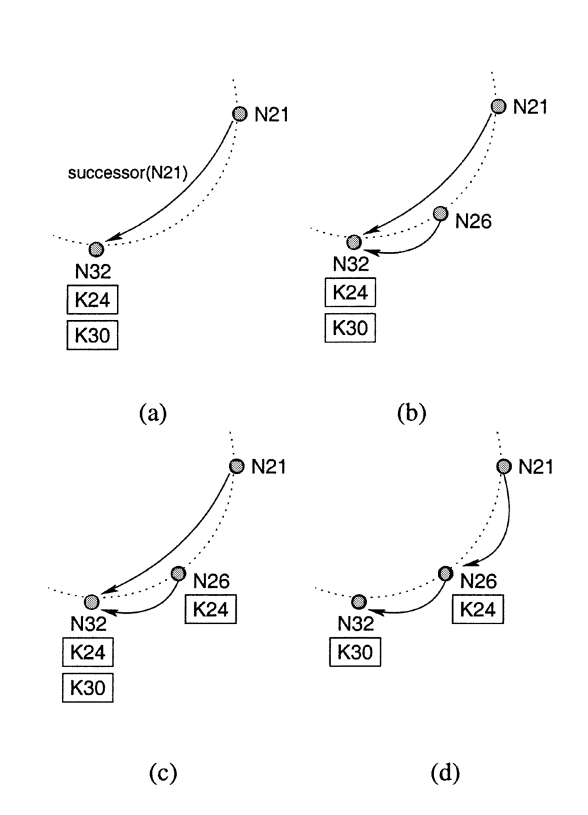 N21
successor(N21)
N32
K24
K30
(a)
N21
N26
N32
K24
K30
(b)
N21
N26
K24
N32
K24
K30
(c)
N21
N26
K24
N32
K30
(d)